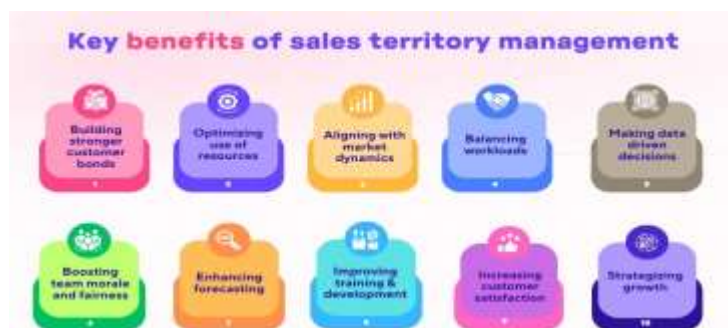 Key benefits of sales territory management
Building
stronger
customer
bonds
Optimizing
use of
resources
Aligning with
market
dynamics
Balancing
workloads
Making data
driven
decisions
Boosting
team morale
and fairness
Enhancing
forecasting
Improving
training &
development
Increasing
customer
satisfaction
Strategizing
growth
10